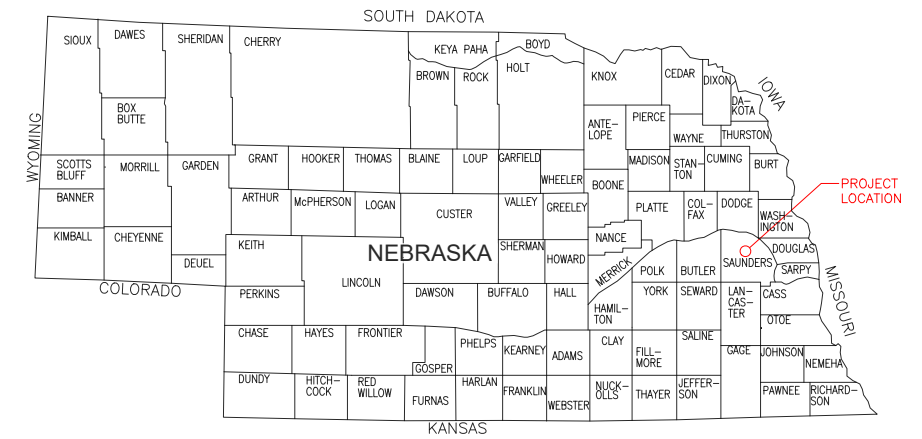 SOUTH DAKOTA
SIOUX
DAWES
SHERIDAN
CHERRY
KEYA PAHA
BOYD
BROWN
ROCK
HOLT
KNOX
CEDAR
DIXON
DA-
KOTA
IOWA
BOX
BUTTE
ANTE-
LOPE
PIERCE
WAYNE
THURSTON
WYOMING
SCOTTS
BLUFF
MORRILL
GARDEN
GRANT
HOOKER
THOMAS
BLAINE
LOUP
GARFIELD
WHEELER
BOONE
MADISON
STAN-
TON
CUMING
BURT
PROJECT
LOCATION
BANNER
ARTHUR
McPHERSON
LOGAN
CUSTER
VALLEY
GREELEY
PLATTE
COL-
FAX
DODGE
WASH-
INGTON
KIMBALL
CHEYENNE
KEITH
NEBRASKA
SHERMAN
HOWARD
NANCE
MERRICK
POLK
BUTLER
SAUNDERS
DOUGLAS
SARPY
DEUEL
COLORADO
PERKINS
LINCOLN
DAWSON
BUFFALO
HALL
HAMIL-
TON
YORK
SEWARD
LAN-
CAS-
TER
CASS
OTOE
MISSOURI
CHASE
HAYES
FRONTIER
GOSPER
PHELPS
KEARNEY
ADAMS
CLAY
FILL-
MORE
SALINE
GAGE
JOHNSON
NEMEHA
DUNDY
HITCH-
COCK
RED
WILLOW
FURNAS
HARLAN
FRANKLIN
WEBSTER
NUCK-
OLLS
THAYER
JEFFER-
SON
PAWNEE
RICHARD-
SON
KANSAS